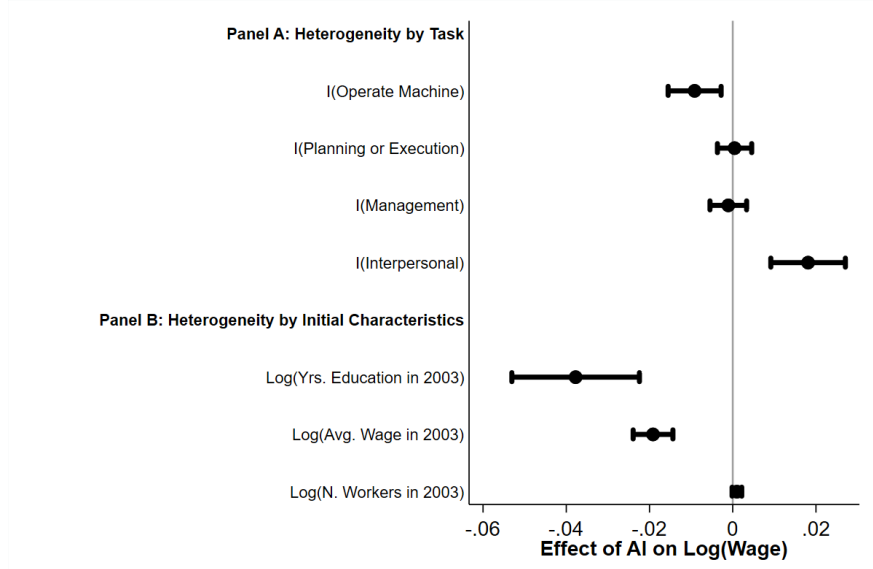 Panel A: Heterogeneity by Task
I(Operate Machine)
I(Planning or Execution)
I(Management)
I(Interpersonal)
Panel B: Heterogeneity by Initial Characteristics
Log(Yrs. Education in 2003)
Log(Avg. Wage in 2003)
Log(N. Workers in 2003)
-.06 -.04 -.02 0 .02
Effect of AI on Log(Wage)